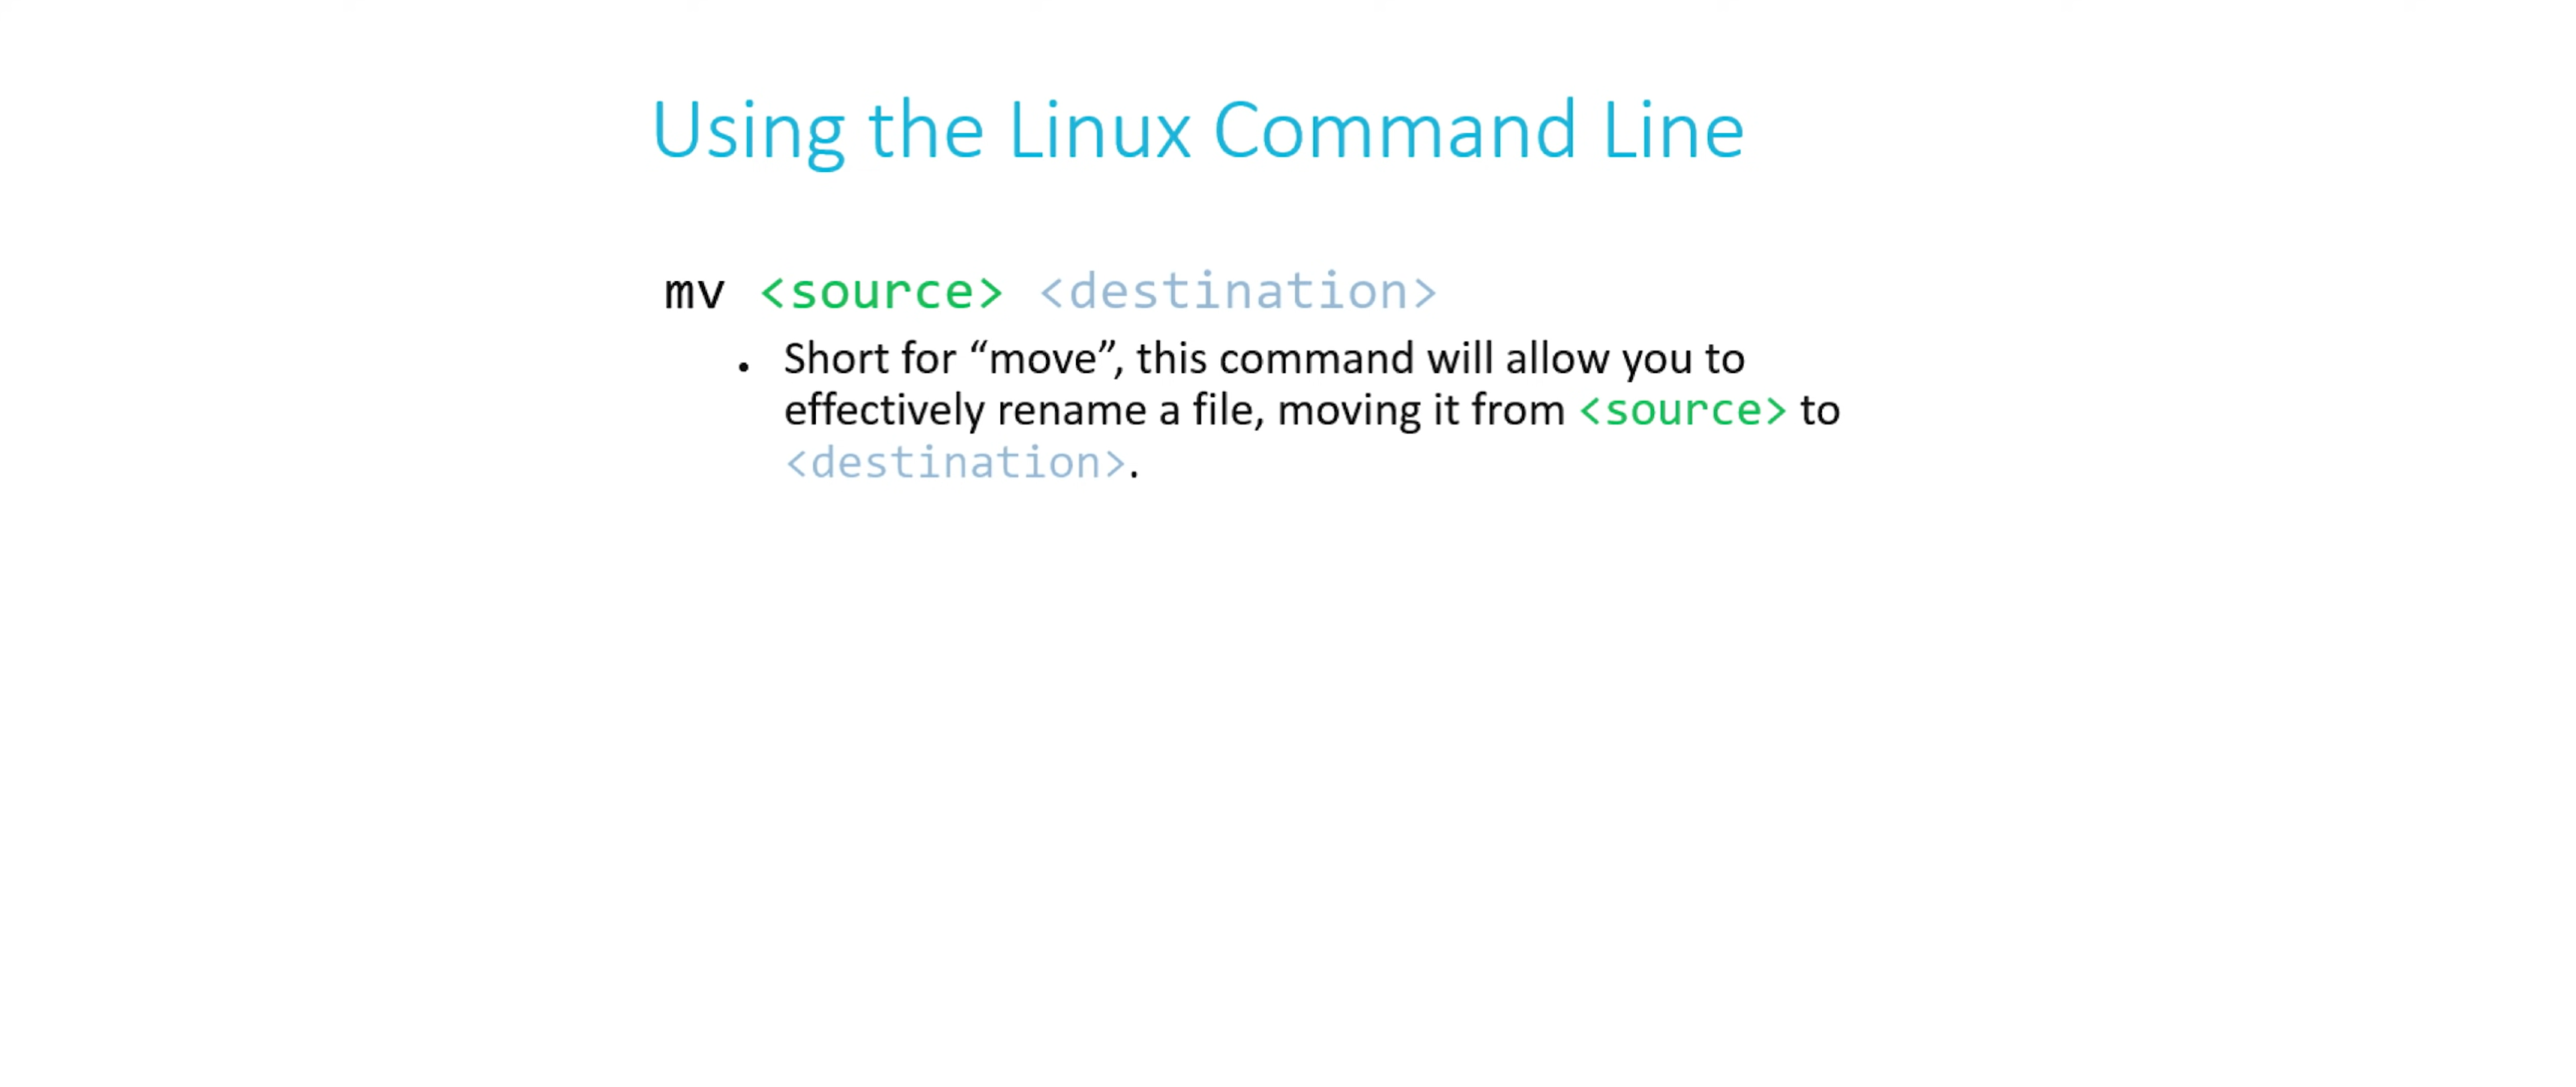 Using the Linux Command Line
mv <source> <destination>
• Short for “move”, this command will allow you to
effectively rename a file, moving it from <source> to
<destination>.